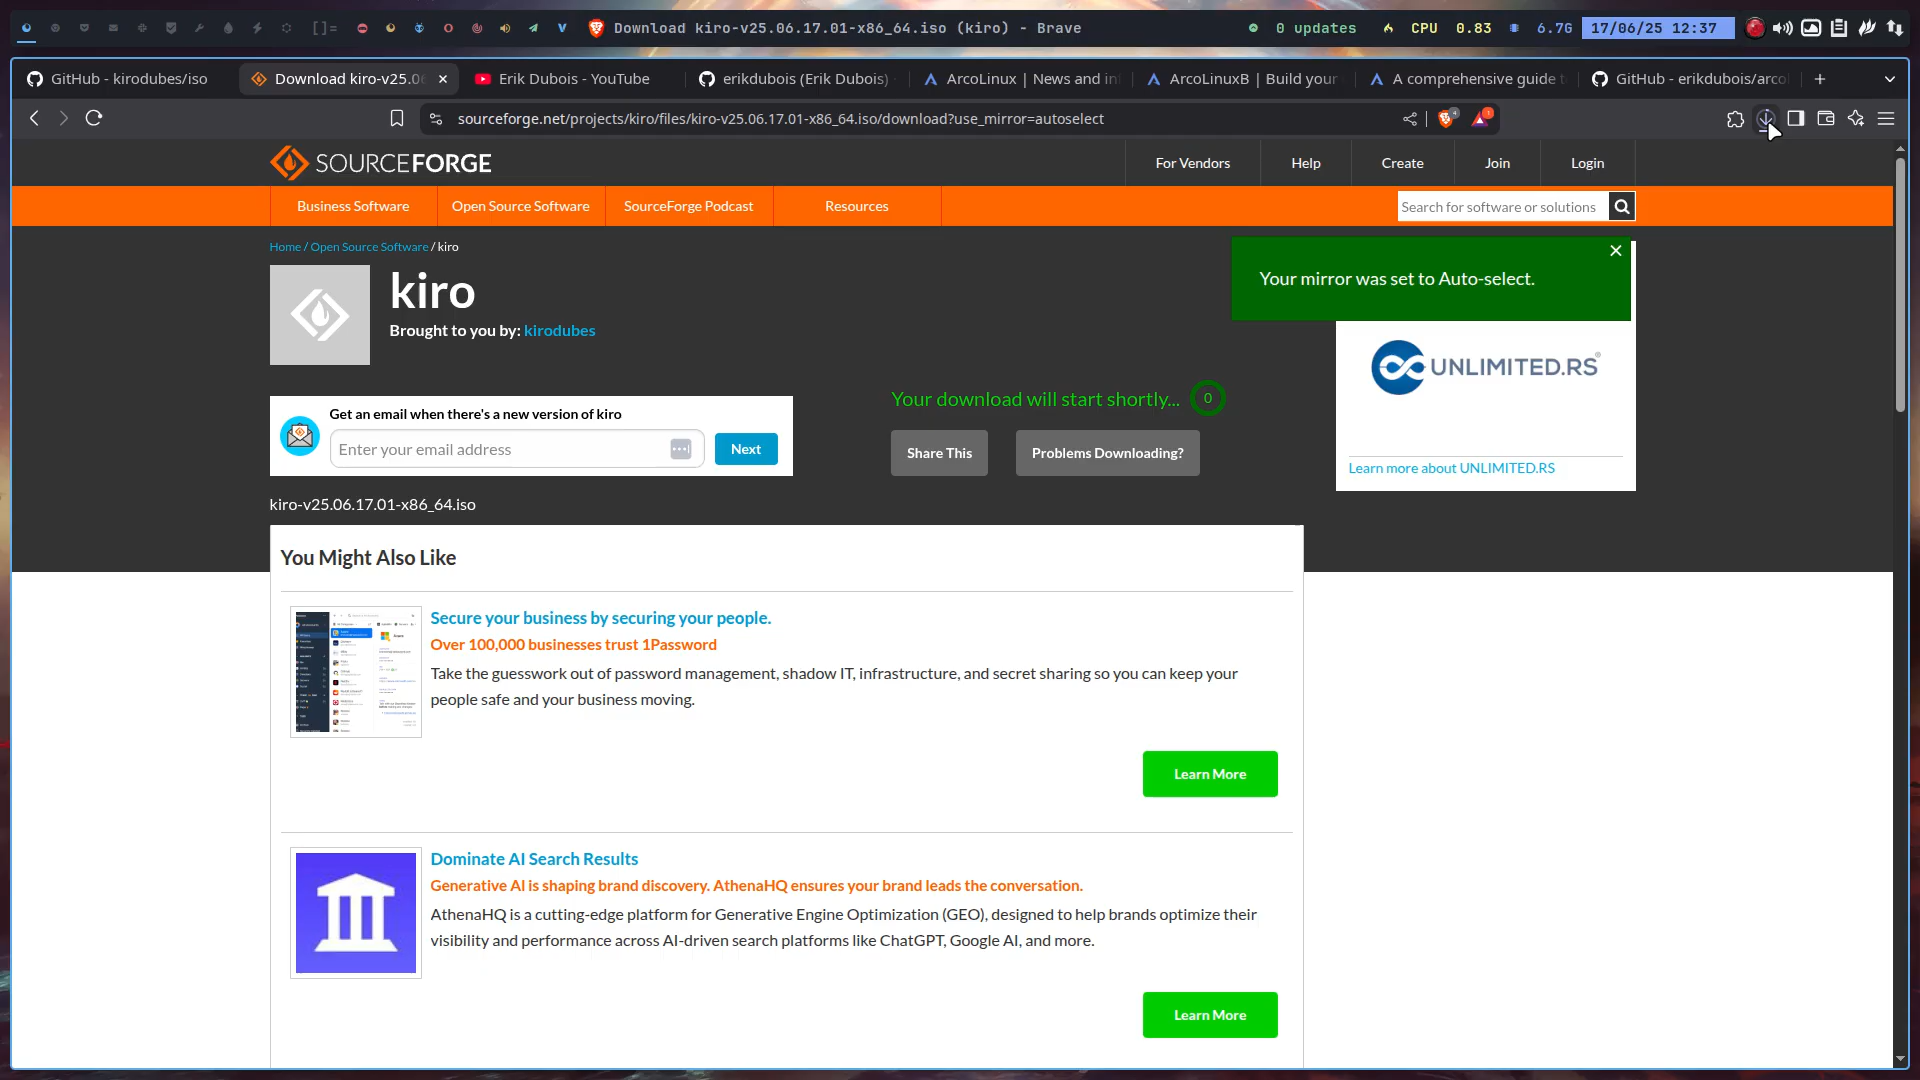 []=
Download kiro-v25.06.17.01-x86_64.iso (kiro) - Brave
0 updates
CPU 0.83
6.7G
17/06/25 12:37
GitHub - kirodubes/iso
Download kiro-v25.06
Erik Dubois - YouTube
erikdubois (Erik Dubois)
ArcoLinux | News and in
ArcoLinuxB | Build your
A comprehensive guide t
GitHub - erikdubois/arco
sourceforge.net/projects/kiro/files/kiro-v25.06.17.01-x86_64.iso/download?use_mirror=autoselect
SOURCEFORGE
For Vendors
Help
Create
Join
Login
Business Software
Open Source Software
SourceForge Podcast
Resources
Search for software or solutions
Home / Open Source Software / kiro
Your mirror was set to Auto-select.
kiro
Brought to you by: kirodubes
UNLIMITED.RS
Learn more about UNLIMITED.RS
Get an email when there's a new version of kiro
Enter your email address
Next
Your download will start shortly... 0
Share This
Problems Downloading?
kiro-v25.06.17.01-x86_64.iso
You Might Also Like
Secure your business by securing your people.
Over 100,000 businesses trust 1Password
Take the guesswork out of password management, shadow IT, infrastructure, and secret sharing so you can keep your
people safe and your business moving.
Learn More
Dominate AI Search Results
Generative AI is shaping brand discovery. AthenaHQ ensures your brand leads the conversation.
AthenaHQ is a cutting-edge platform for Generative Engine Optimization (GEO), designed to help brands optimize their
visibility and performance across AI-driven search platforms like ChatGPT, Google AI, and more.
Learn More